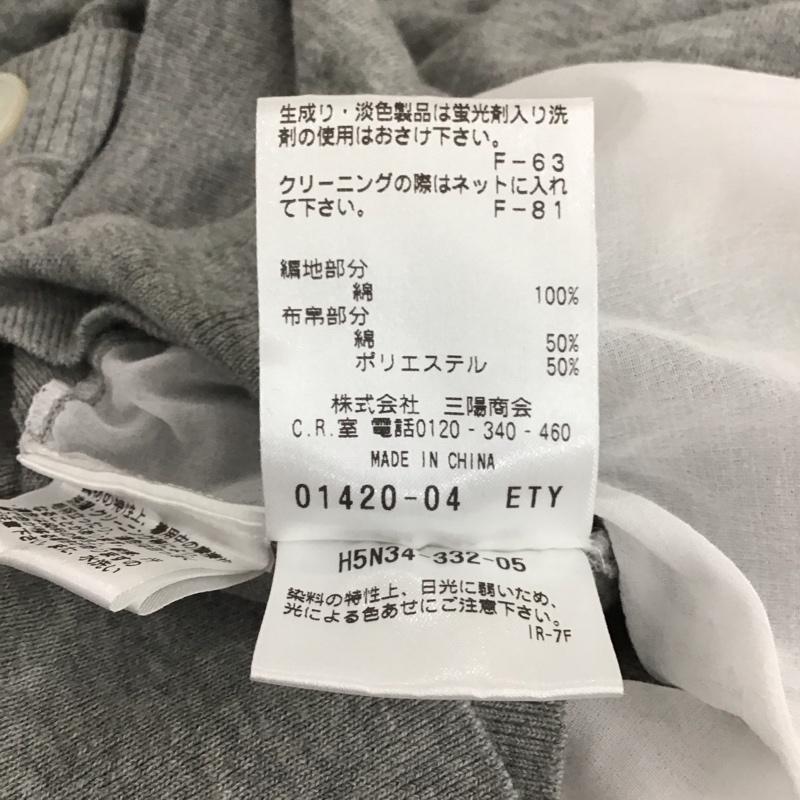 生成り・淡色製品は蛍光剤入り洗
剤の使用はおさけ下さい。
F-63
クリーニングの際はネットに入れ
て下さい。 F-81
編地部分
綿 100%
布帛部分
綿 50%
ポリエステル 50%
株式会社 三陽商会
C.R.室 電話0120-340-460
MADE IN CHINA
01420-04 ETY
H5N34-332-05
染料の特性上、日光に弱いため、
光による色あせにご注意下さい。
IR-7F